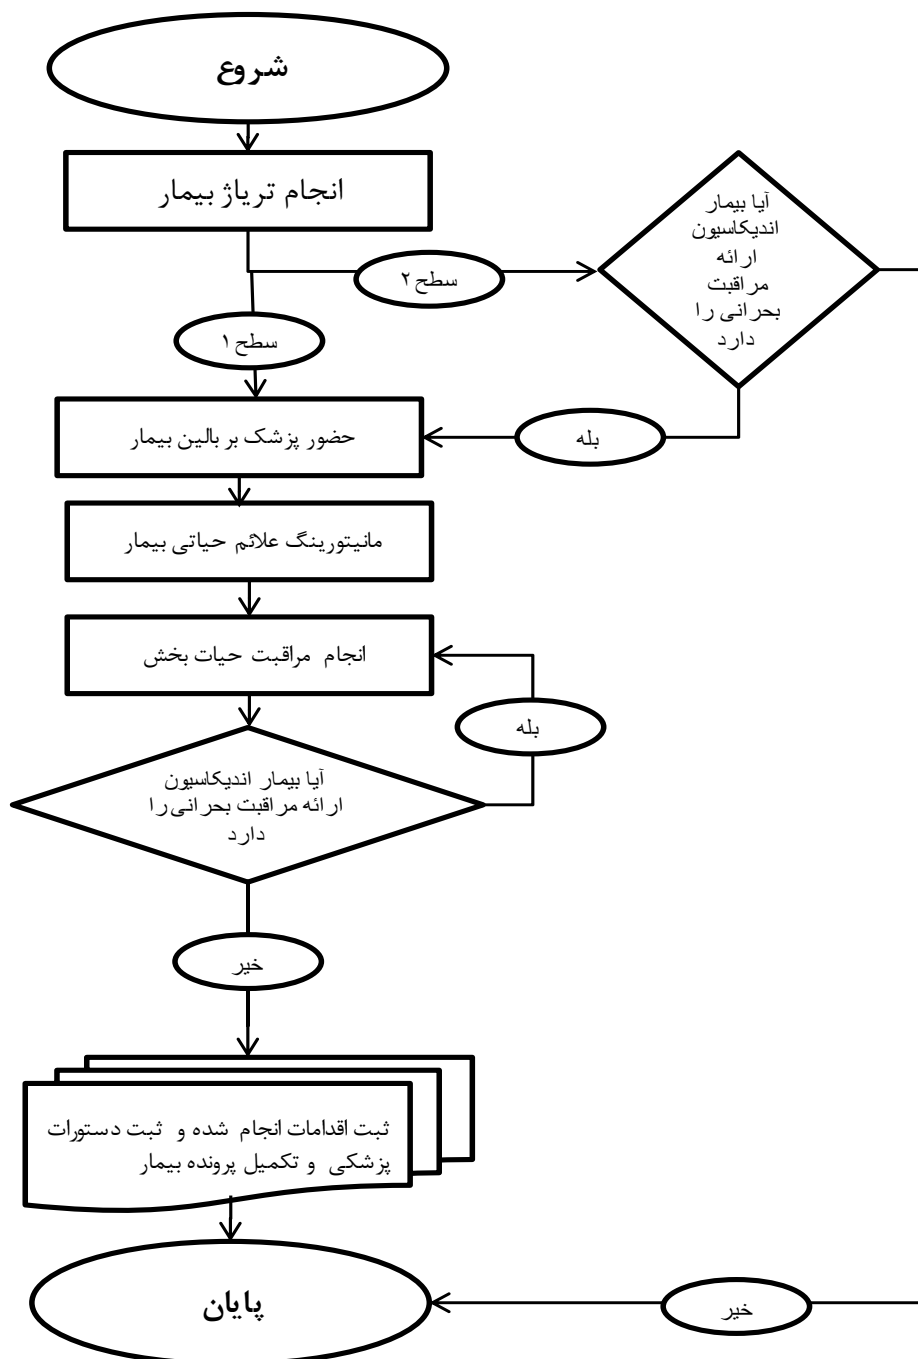 شروع
انجام تریاژ بیمار
سطح ۲
آیا بیمار
اندیکاسیون
ارائه
مراقبت
بحرانی را
دارد
سطح ۱
بله
حضور پزشک بر بالین بیمار
مانیتورینگ علائم حیاتی بیمار
انجام مراقبت حیات بخش
بله
آیا بیمار اندیکاسیون
ارائه مراقبت بحرانی را
دارد
خیر
ثبت اقدامات انجام شده و ثبت دستورات
پزشکی و تکمیل پرونده بیمار
پایان
خیر